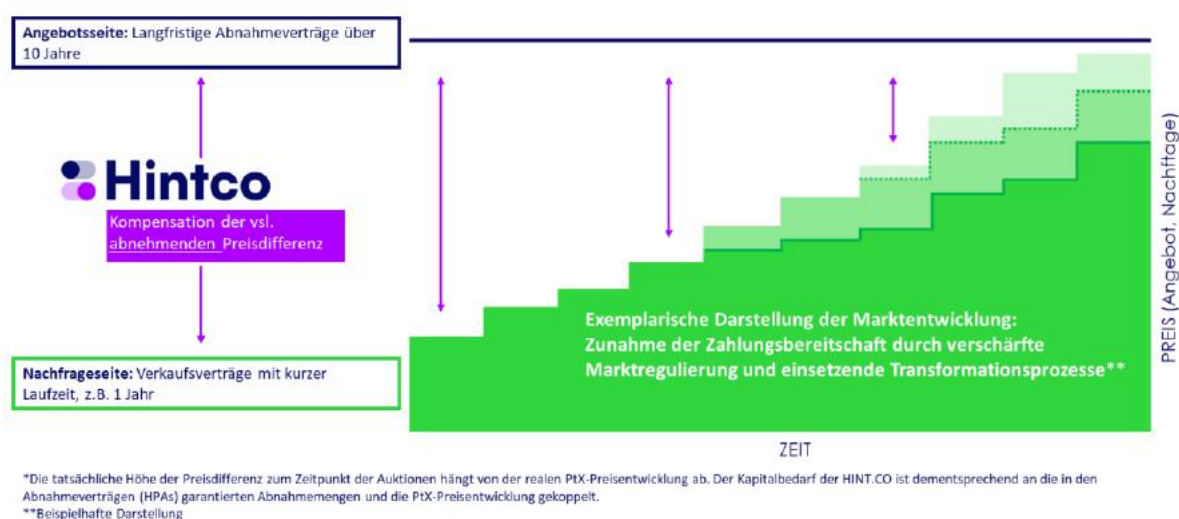 Angebotsseite: Langfristige Abnahmeverträge über
10 Jahre
Hintco
Kompensation der vsl.
abnehmenden Preisdifferenz
Nachfrageseite: Verkaufsverträge mit kurzer
Laufzeit, z.B. 1 Jahr
Exemplarische Darstellung der Marktentwicklung:
Zunahme der Zahlungsbereitschaft durch verschärfte
Marktregulierung und einsetzende Transformationsprozesse**
PREIS (Angebot, Nachftage)
ZEIT
*Die tatsächliche Höhe der Preisdifferenz zum Zeitpunkt der Auktionen hängt von der realen PtX-Preisentwicklung ab. Der Kapitalbedarf der HINT.CO ist dementsprechend an die in den
Abnahmeverträgen (HPAs) garantierten Abnahmemengen und die PtX-Preisentwicklung gekoppelt.
**Beispielhafte Darstellung